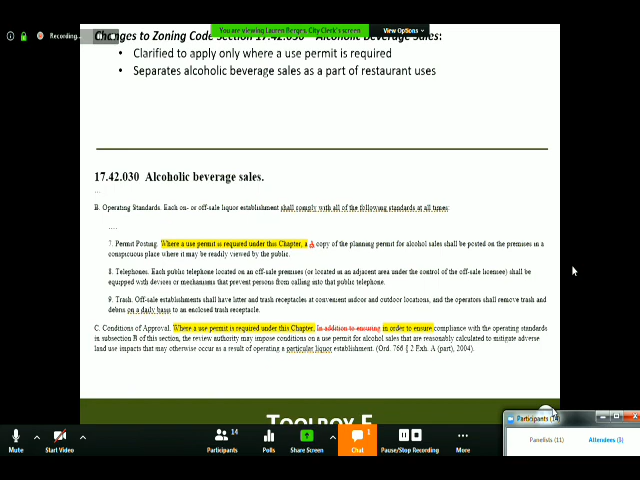 Recording...
You are viewing Lauren Berges, City Clerk's screen
View Options
Changes to Zoning Code Section 17.42.030 – Alcoholic Beverage Sales:
• Clarified to apply only where a use permit is required
• Separates alcoholic beverage sales as a part of restaurant uses
17.42.030 Alcoholic beverage sales.
...
B. Operating Standards. Each on- or off-sale liquor establishment shall comply with all of the following standards at all times:
....
7. Permit Posting. Where a use permit is required under this Chapter, a A copy of the planning permit for alcohol sales shall be posted on the premises in a
conspicuous place where it may be readily viewed by the public.
8. Telephones. Each public telephone located on an off-sale premises (or located in an adjacent area under the control of the off-sale licensee) shall be
equipped with devices or mechanisms that prevent persons from calling into that public telephone.
9. Trash. Off-sale establishments shall have litter and trash receptacles at convenient indoor and outdoor locations, and the operators shall remove trash and
debris on a daily basis to an enclosed trash receptacle.
C. Conditions of Approval. Where a use permit is required under this Chapter, In addition to ensuring in order to ensure compliance with the operating standards
in subsection B of this section, the review authority may impose conditions on a use permit for alcohol sales that are reasonably calculated to mitigate adverse
land use impacts that may otherwise occur as a result of operating a particular liquor establishment. (Ord. 766 § 2 Exh. A (part), 2004).
TOOLBOX E
Participants (14)
Panelists (11)
Attendees (3)
Mute
Start Video
14
Participants
Polls
Share Screen
1
Chat
Pause/Stop Recording
More